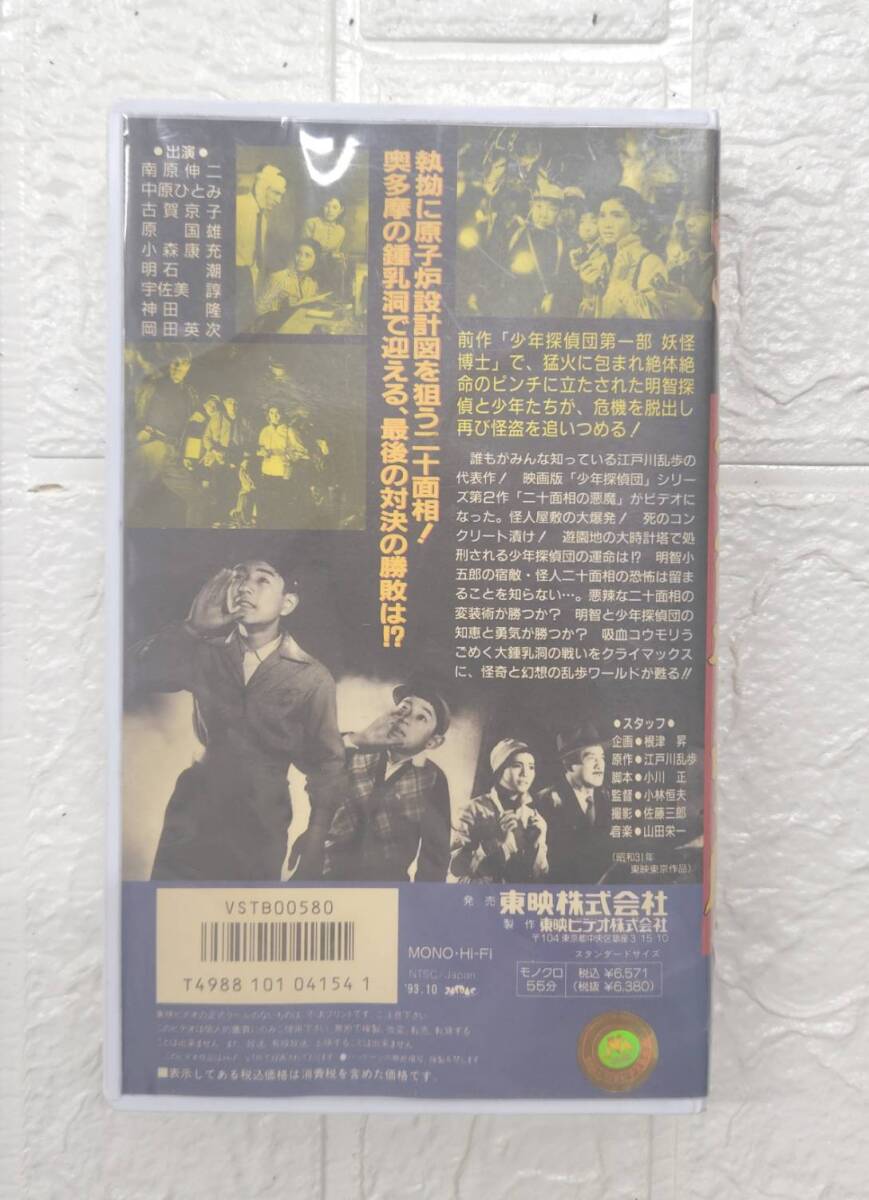 ●出演●
南原伸二
中原ひとみ
古賀京子
原国雄
小森康充
明石潮
宇佐美諄
神田隆
岡田英次
執拗に原子炉設計図を狙う二十面相!
奥多摩の鍾乳洞で迎える、最後の対決の勝敗は!?
前作「少年探偵団第一部 妖怪
博士」で、猛火に包まれ絶体絶
命のピンチに立たされた明智探
偵と少年たちが、危機を脱出し
再び怪盗を追いつめる!
誰もがみんな知っている江戸川乱歩の
代表作! 映画版「少年探偵団」シリー
ズ第2作「二十面相の悪魔」がビデオに
なった。怪人屋敷の大爆発! 死のコン
クリート漬け! 遊園地の大時計塔で処
刑される少年探偵団の運命は!? 明智小
五郎の宿敵・怪人二十面相の恐怖は留ま
ることを知らない…。悪辣な二十面相の
変装術が勝つか? 明智と少年探偵団の
知恵と勇気が勝つか? 吸血コウモリう
ごめく大鍾乳洞の戦いをクライマックス
に、怪奇と幻想の乱歩ワールドが甦る!!
●スタッフ●
企画●根津 昇
原作●江戸川乱歩
脚本●小川 正
監督●小林恒夫
撮影●佐藤三郎
音楽●山田栄一
(昭和31年
東映東京作品)
VSTB00580
T4988 101 04154 1
発売 東映株式会社
製作 東映ビデオ株式会社
〒104 東京都中央区銀座3-15-10
MONO・Hi-Fi
NTSC/Japan
'93.10
スタンダードサイズ
モノクロ
55分
税込 ¥6,571
(税抜 ¥6,380)
■表示してある税込価格は消費税を含めた価格です。